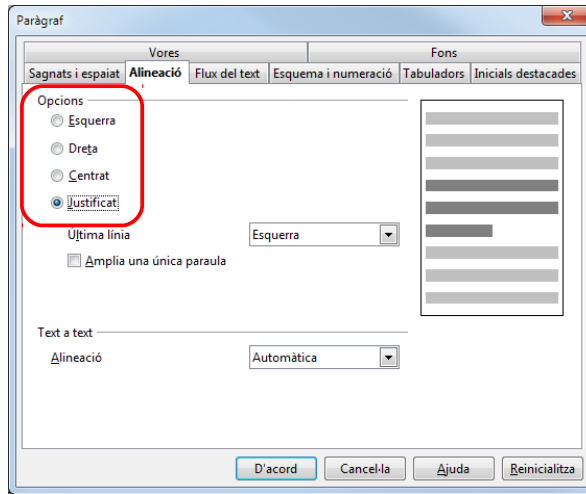 Paràgraf
Vores Fons
Sagnats i espaiat Alineació Flux del text Esquema i numeració Tabuladors Inicials destacades
Opcions
Esquerra
Dreta
Centrat
Justificat
Última línia Esquerra
Amplia una única paraula
Text a text
Alineació Automàtica
D'acord Cancel·la Ajuda Reinicialitza